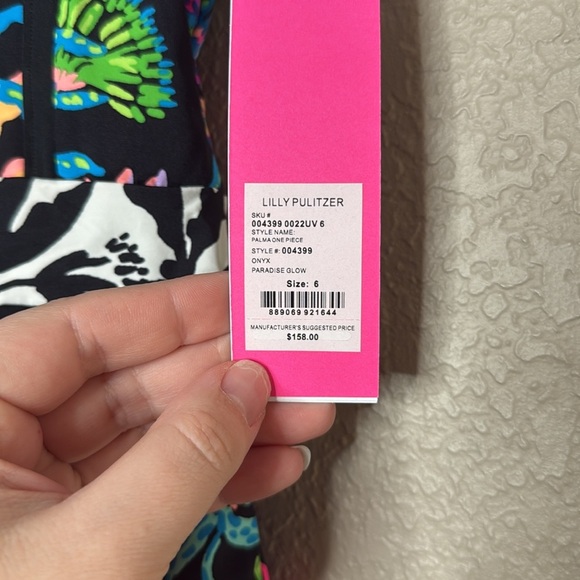 LILLY PULITZER
SKU #
004399 0022UV 6
STYLE NAME:
PALMA ONE PIECE
STYLE #: 004399
ONYX
PARADISE GLOW
Size: 6
889069 921644
MANUFACTURER'S SUGGESTED PRICE
$158.00